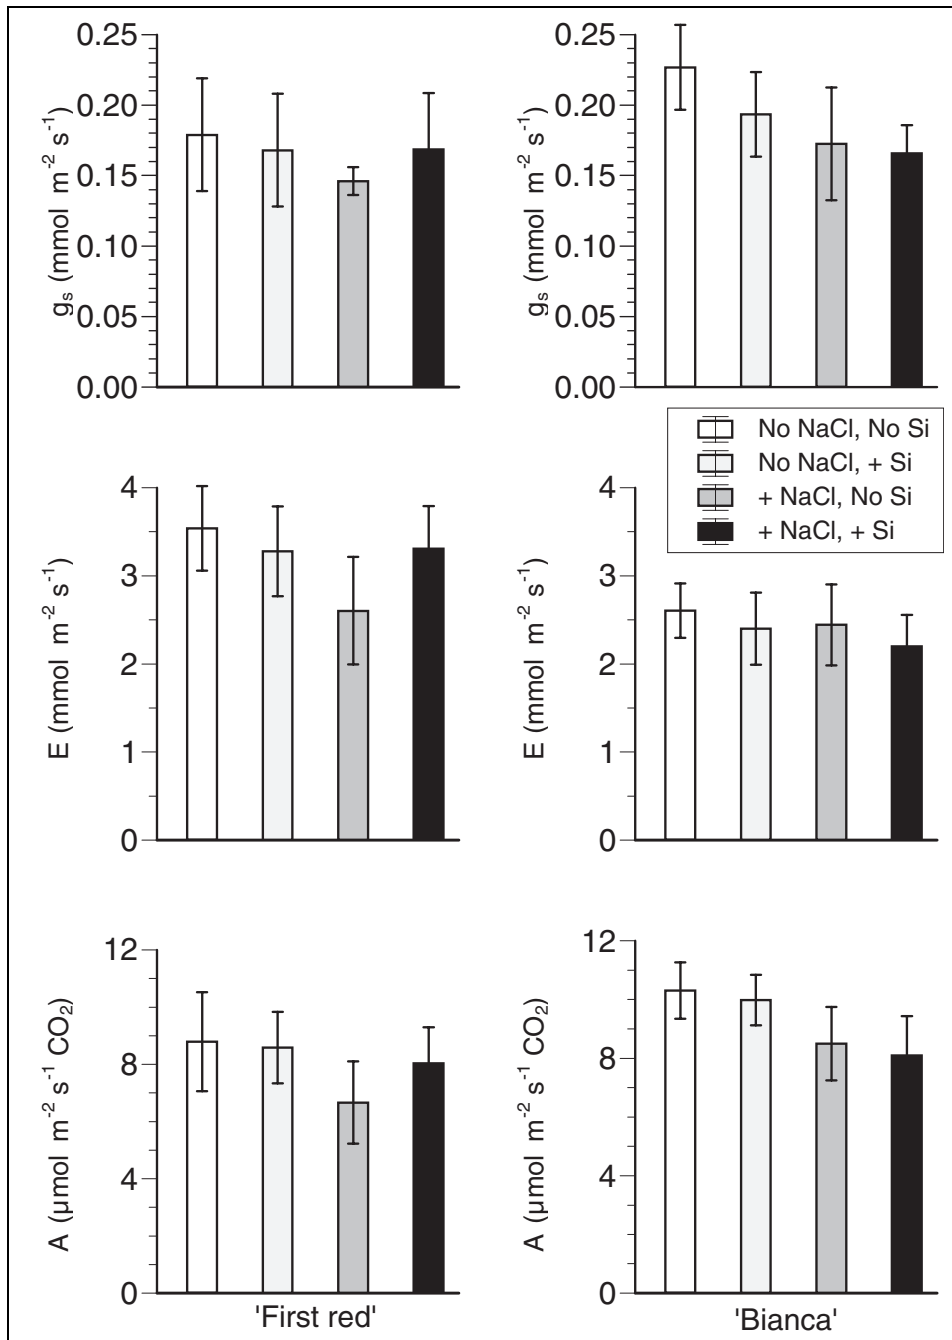 0.25
0.20
0.15
0.10
0.05
0.00
gₛ (mmol m⁻² s⁻¹)
0.25
0.20
0.15
0.10
0.05
0.00
gₛ (mmol m⁻² s⁻¹)
No NaCl, No Si
No NaCl, + Si
+ NaCl, No Si
+ NaCl, + Si
4
3
2
1
0
E (mmol m⁻² s⁻¹)
4
3
2
1
0
E (mmol m⁻² s⁻¹)
12
8
4
0
A (µmol m⁻² s⁻¹ CO₂)
'First red'
12
8
4
0
A (µmol m⁻² s⁻¹ CO₂)
'Bianca'